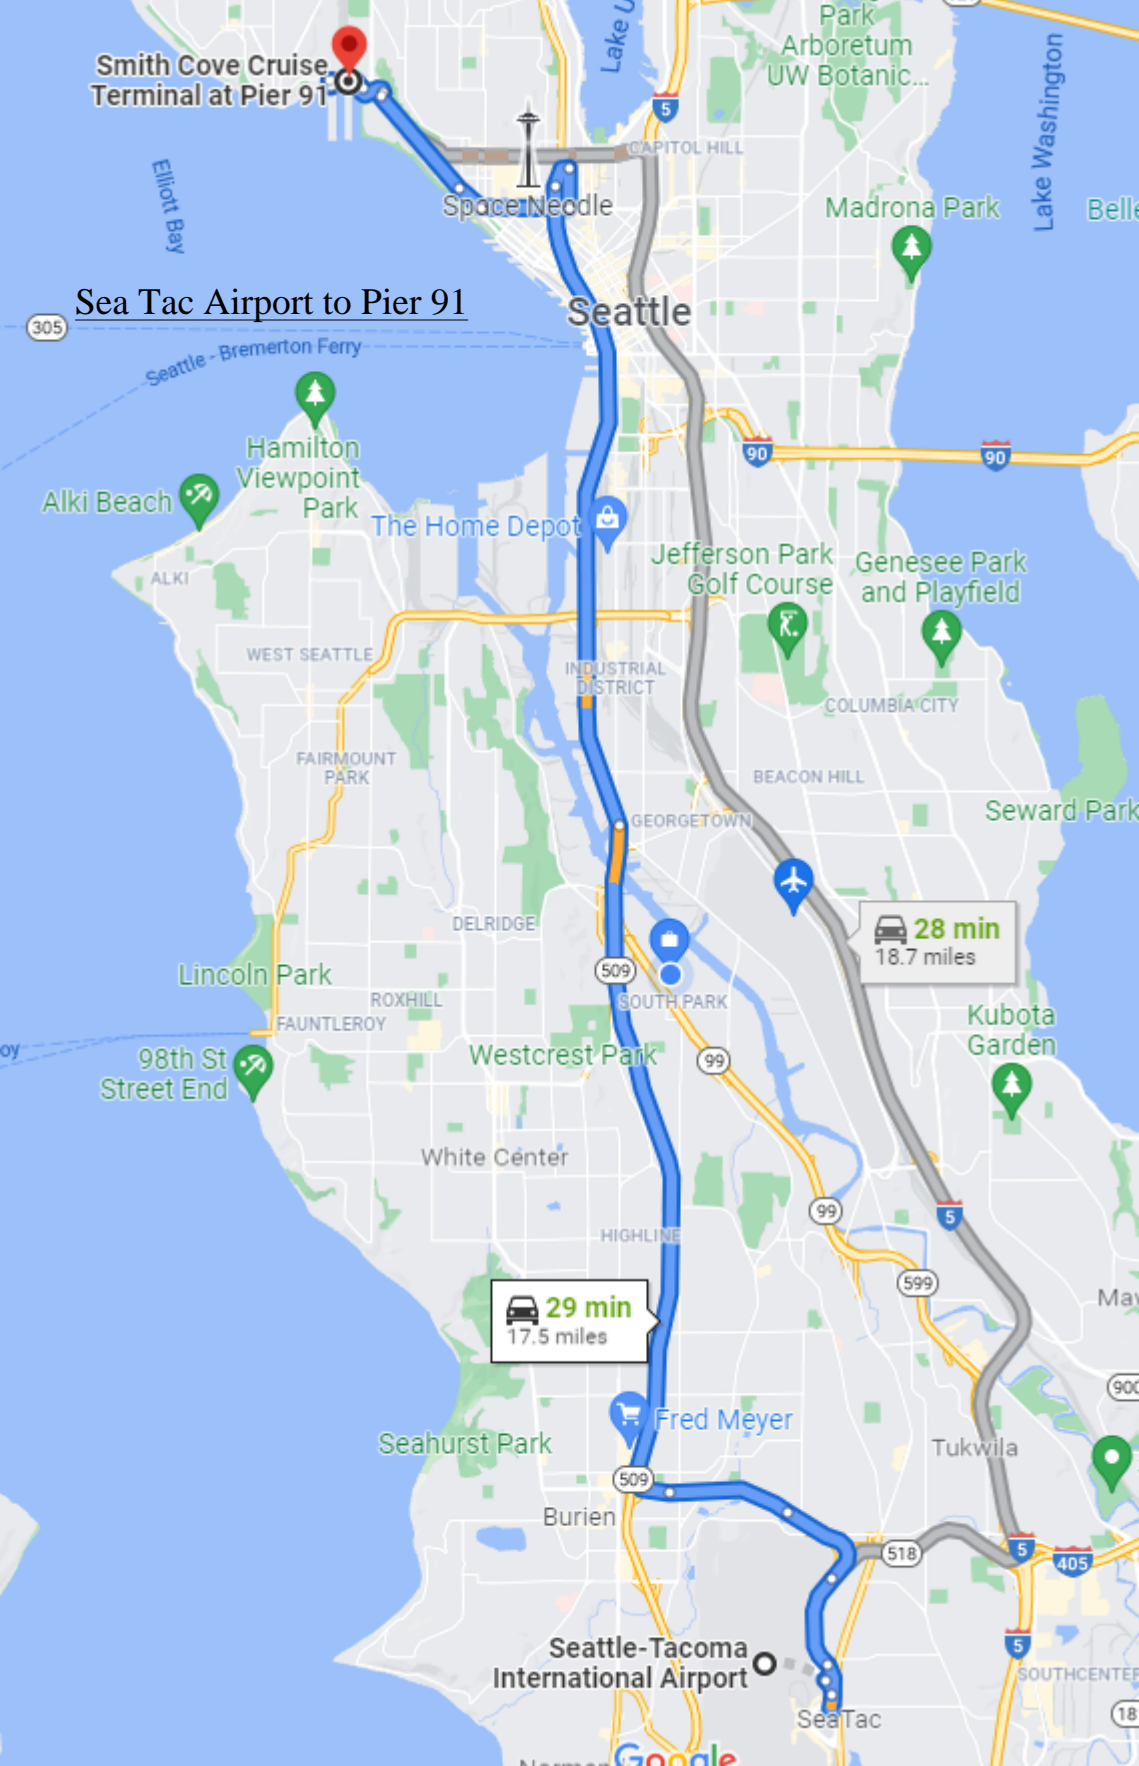 Park
Arboretum
UW Botanic...
Lake U
Lake Washington
Smith Cove Cruise
Terminal at Pier 91
5
CAPITOL HILL
Elliott Bay
Space Needle
Madrona Park
Belle
Sea Tac Airport to Pier 91
Seattle
305
Seattle - Bremerton Ferry
Hamilton
Viewpoint
Park
90
90
Alki Beach
The Home Depot
Jefferson Park
Golf Course
Genesee Park
and Playfield
ALKI
WEST SEATTLE
INDUSTRIAL
DISTRICT
COLUMBIA CITY
FAIRMOUNT
PARK
BEACON HILL
Seward Park
GEORGETOWN
DELRIDGE
28 min
18.7 miles
509
Lincoln Park
ROXHILL
SOUTH PARK
FAUNTLEROY
Kubota
Garden
oy
98th St
Street End
Westcrest Park
99
White Center
99
5
HIGHLINE
599
29 min
17.5 miles
May
900
Fred Meyer
Seahurst Park
Tukwila
509
Burien
518
5
405
Seattle-Tacoma
International Airport
5
SOUTHCENTER
SeaTac
18
Google